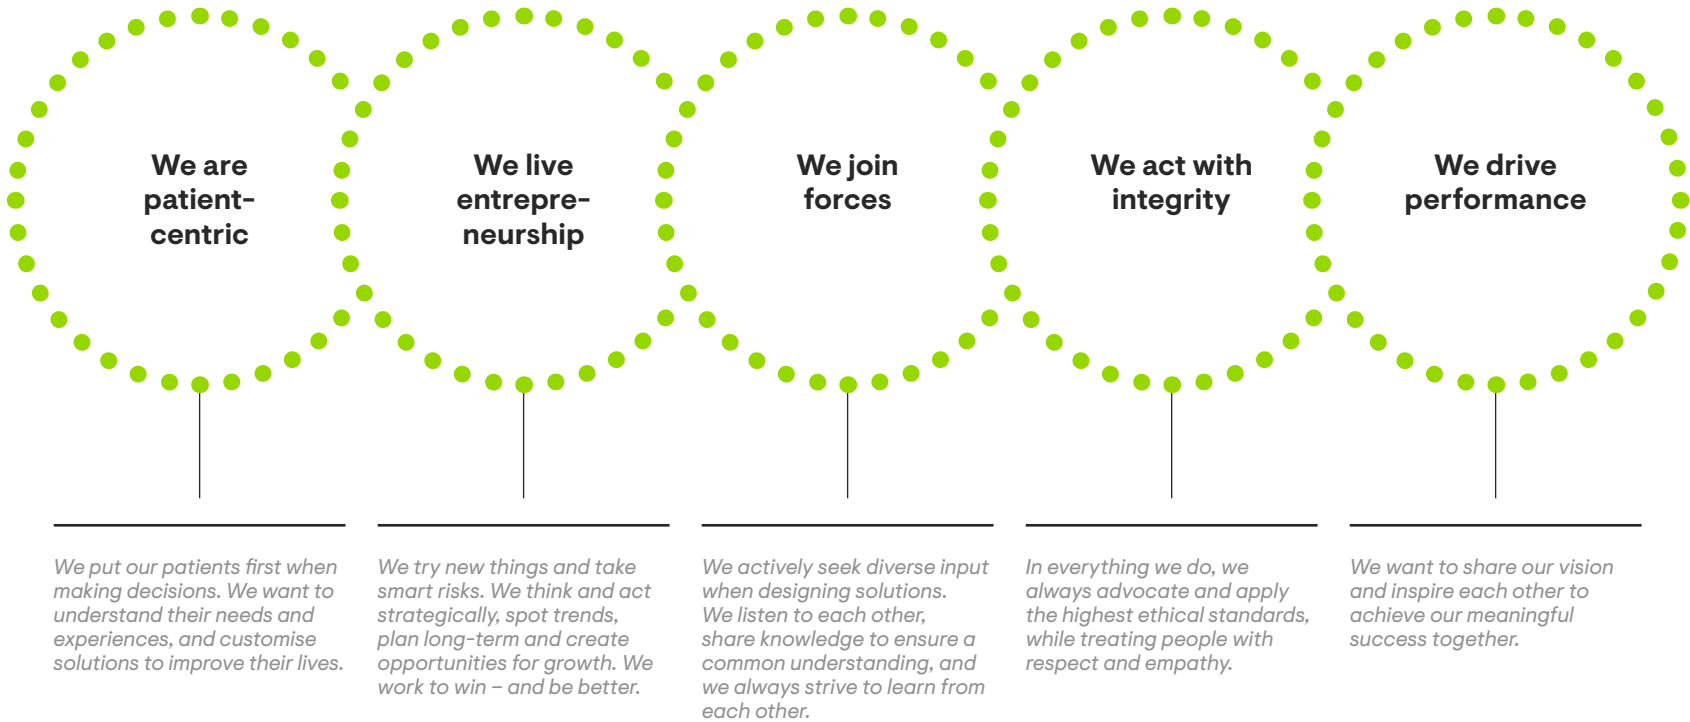 We are
patient-
centric
We live
entrepre-
neurship
We join
forces
We act with
integrity
We drive
performance
We put our patients first when
making decisions. We want to
understand their needs and
experiences, and customise
solutions to improve their lives.
We try new things and take
smart risks. We think and act
strategically, spot trends,
plan long-term and create
opportunities for growth. We
work to win – and be better.
We actively seek diverse input
when designing solutions.
We listen to each other,
share knowledge to ensure a
common understanding, and
we always strive to learn from
each other.
In everything we do, we
always advocate and apply
the highest ethical standards,
while treating people with
respect and empathy.
We want to share our vision
and inspire each other to
achieve our meaningful
success together.